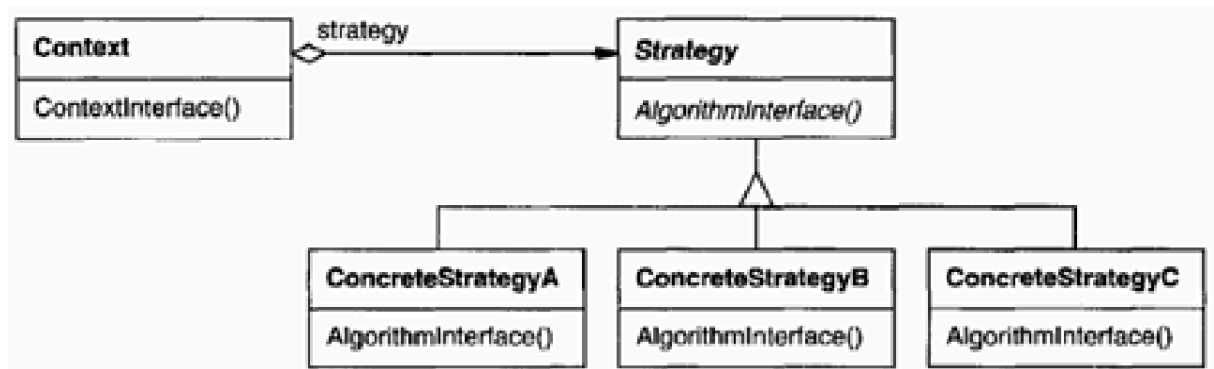 Context
strategy
Strategy
ContextInterface()
AlgorithmInterface()
ConcreteStrategyA
ConcreteStrategyB
ConcreteStrategyC
AlgorithmInterface()
AlgorithmInterface()
AlgorithmInterface()